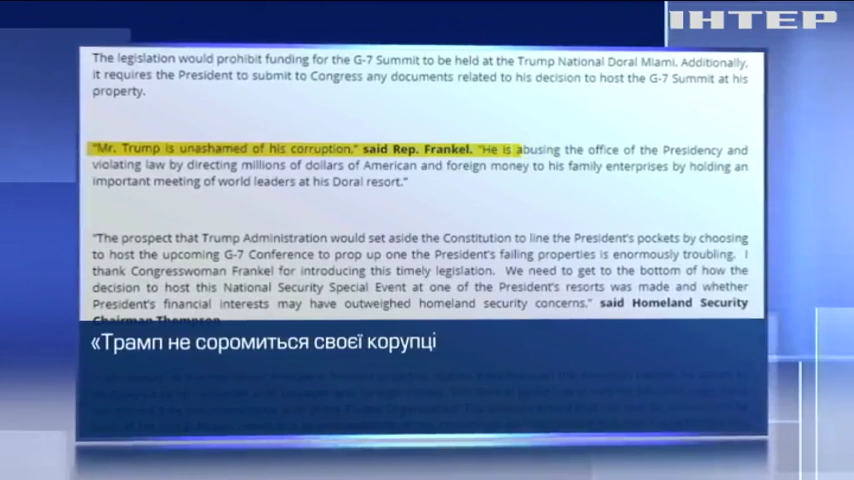 ІНТЕР
The legislation would prohibit funding for the G-7 Summit to be held at the Trump National Doral Miami. Additionally,
it requires the President to submit to Congress any documents related to his decision to host the G-7 Summit at his
property.
"Mr. Trump is unashamed of his corruption," said Rep. Frankel. "He is abusing the office of the Presidency and
violating law by directing millions of dollars of American and foreign money to his family enterprises by holding an
important meeting of world leaders at his Doral resort."
"The prospect that Trump Administration would set aside the Constitution to line the President's pockets by choosing
to host the upcoming G-7 Conference to prop up one the President's failing properties is enormously troubling. I
thank Congresswoman Frankel for introducing this timely legislation. We need to get to the bottom of how the
decision to host this National Security Special Event at one of the President's resorts was made and whether
President's financial interests may have outweighed homeland security concerns." said Homeland Security
Chairman Thompson
«Трамп не соромиться своєї корупці